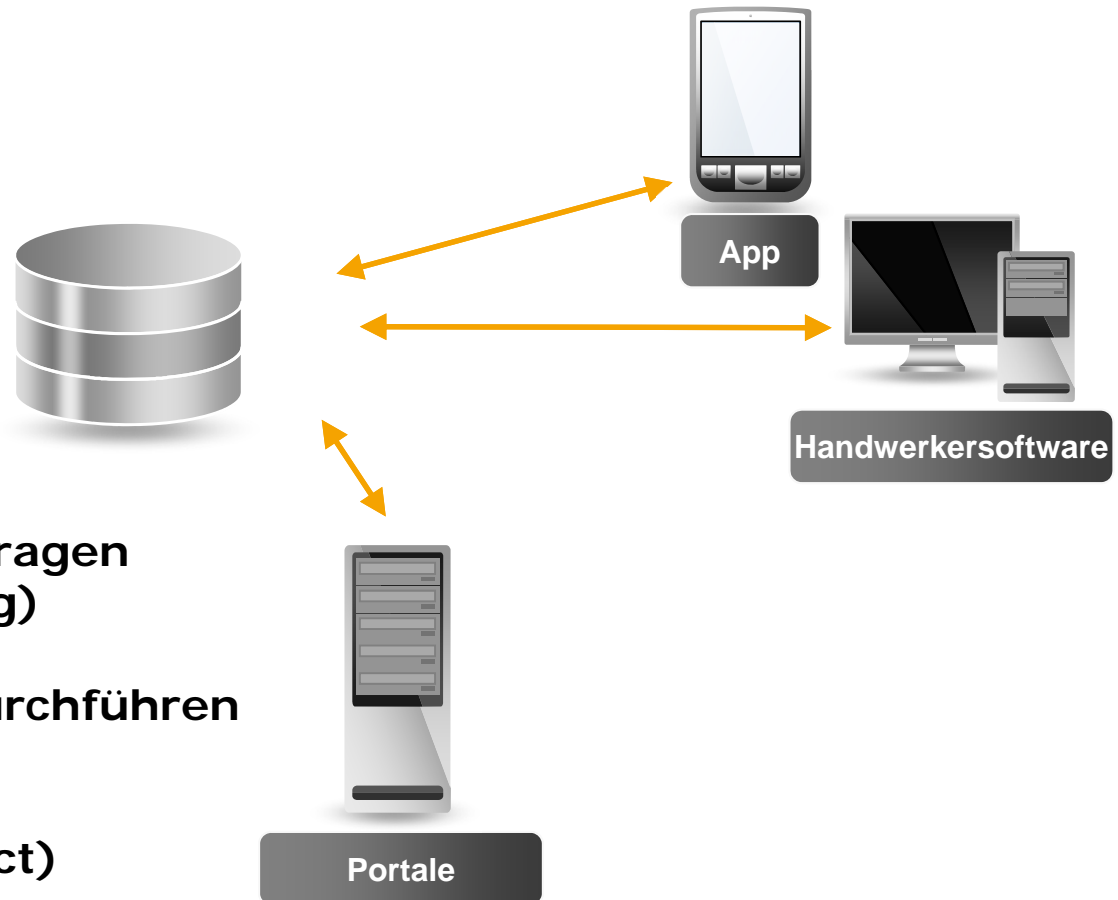 App
Handwerkersoftware
ragen
g)
urchführen
ct)
Portale